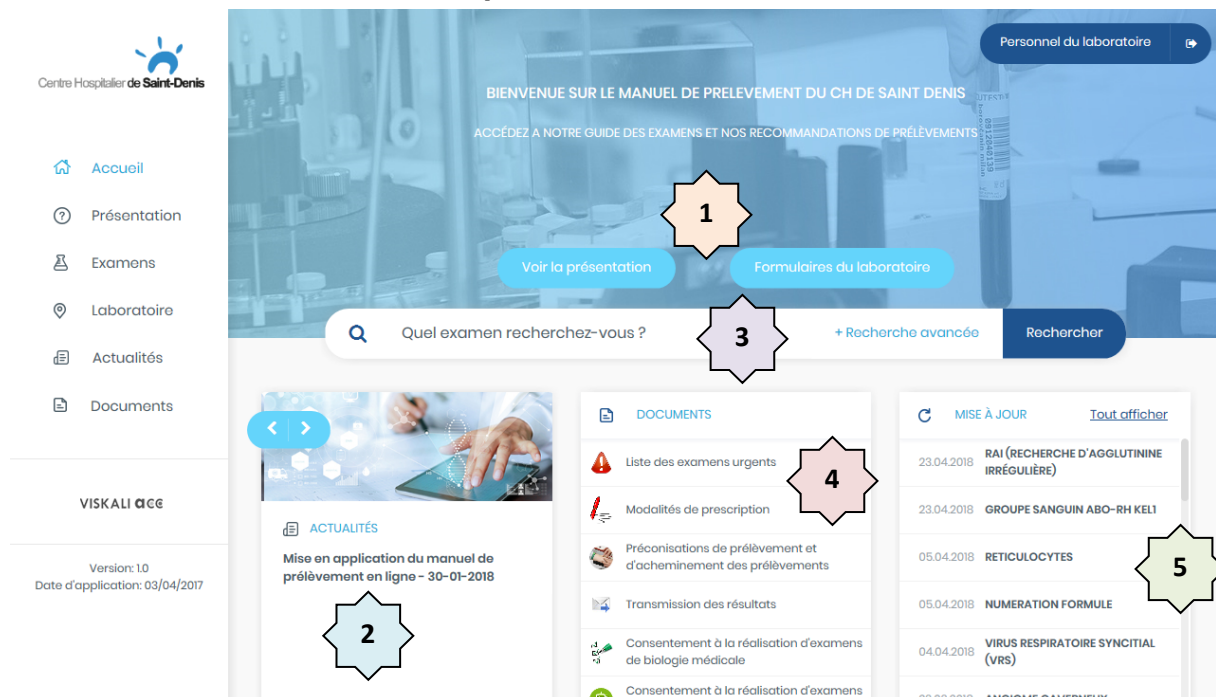 Centre Hospitalier de Saint-Denis
Accueil
Présentation
Examens
Laboratoire
Actualités
Documents
VISKALI acc
Version: 1.0
Date d'application: 03/04/2017
Personnel du laboratoire
BIENVENUE SUR LE MANUEL DE PRELEVEMENT DU CH DE SAINT DENIS
ACCÉDEZ A NOTRE GUIDE DES EXAMENS ET NOS RECOMMANDATIONS DE PRÉLÈVEMENTS
1
Voir la présentation
Formulaires du laboratoire
Quel examen recherchez-vous ?
3
+ Recherche avancée
Rechercher
ACTUALITÉS
Mise en application du manuel de
prélèvement en ligne - 30-01-2018
2
DOCUMENTS
Liste des examens urgents
4
Modalités de prescription
Préconisations de prélèvement et
d'acheminement des prélèvements
Transmission des résultats
Consentement à la réalisation d'examens
de biologie médicale
Consentement à la réalisation d'examens
MISE À JOUR Tout afficher
23.04.2018 RAI (RECHERCHE D'AGGLUTININE
IRRÉGULIÈRE)
23.04.2018 GROUPE SANGUIN ABO-RH KEL1
05.04.2018 RETICULOCYTES
5
05.04.2018 NUMERATION FORMULE
04.04.2018 VIRUS RESPIRATOIRE SYNCITIAL
(VRS)
ANGIOME CAVERNEUX